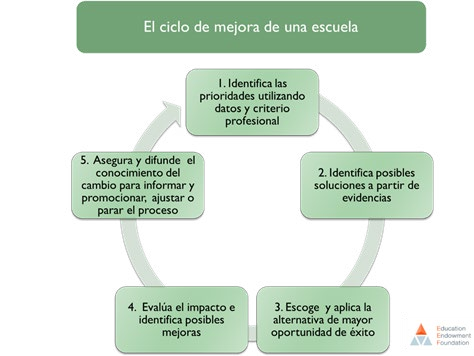 El ciclo de mejora de una escuela
1. Identifica las
prioridades utilizando
datos y criterio
profesional
2. Identifica posibles
soluciones a partir de
evidencias
3. Escoge y aplica la
alternativa de mayor
oportunidad de éxito
4. Evalúa el impacto e
identifica posibles
mejoras
5. Asegura y difunde el
conocimiento del
cambio para informar y
promocionar, ajustar o
parar el proceso
Education
Endowment
Foundation